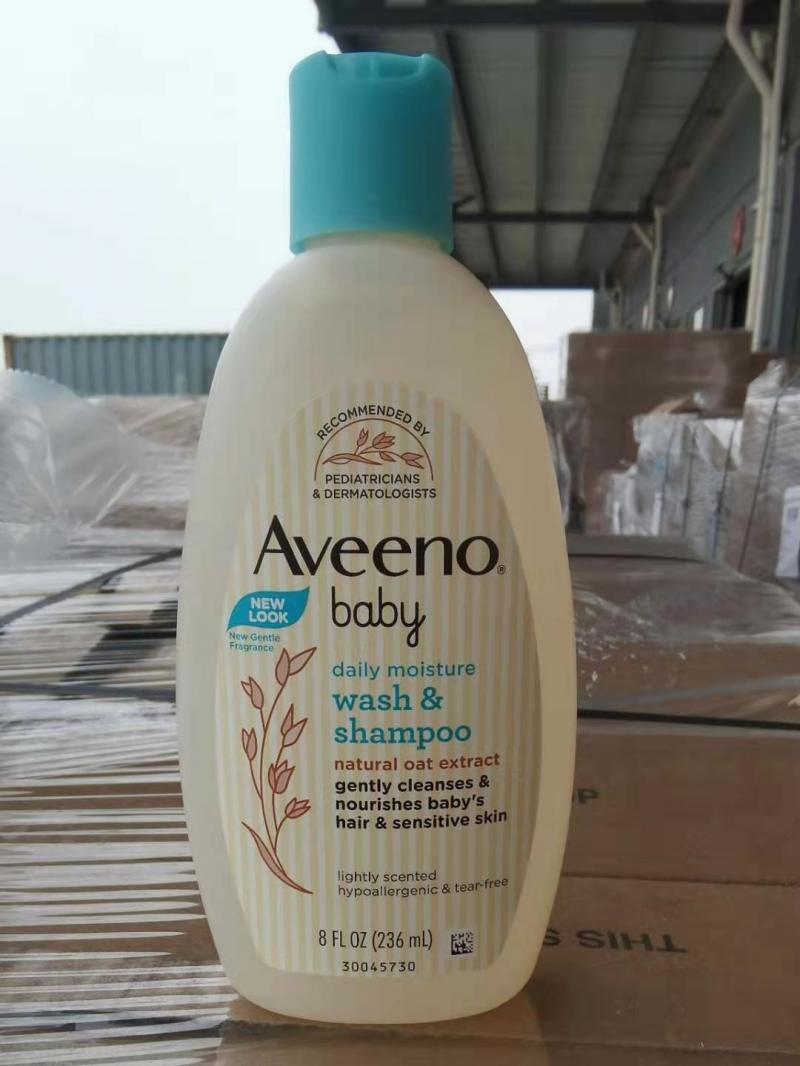 RECOMMENDED BY
PEDIATRICIANS
& DERMATOLOGISTS
Aveeno®
baby
NEW
LOOK
New Gentle
Fragrance
daily moisture
wash &
shampoo
natural oat extract
gently cleanses &
nourishes baby's
hair & sensitive skin
lightly scented
hypoallergenic & tear-free
8 FL OZ (236 mL)
30045730
THIS S